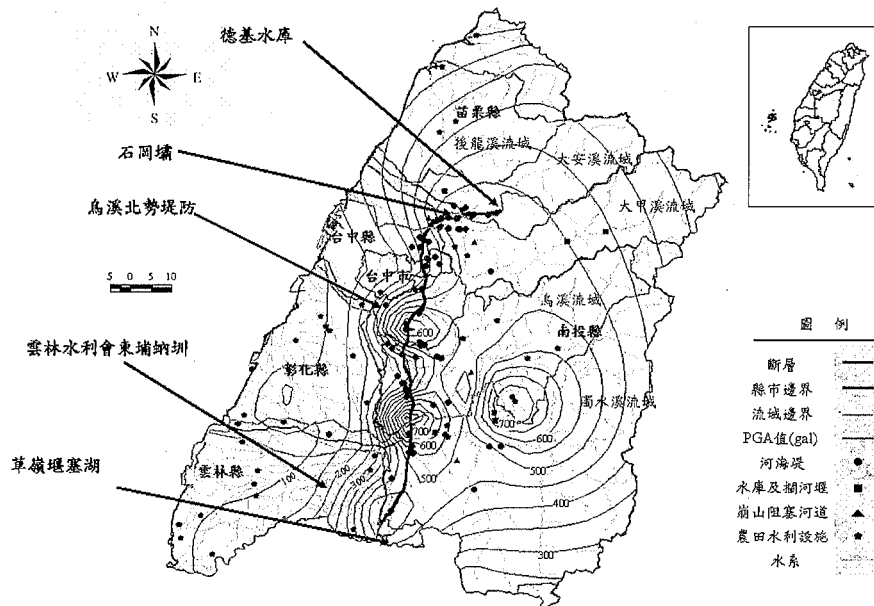 N
W
E
S
德基水庫
石岡壩
烏溪北勢堤防
5 0 5 10
雲林水利會東埔蚋圳
草嶺堰塞湖
苗栗縣
後龍溪流域
大安溪流域
大甲溪流域
台中縣
台中市
烏溪流域
南投縣
彰化縣
濁水溪流域
雲林縣
600
700
600
500
700
600
500
400
300
100
200
300
圖 例
斷層
縣市邊界
流域邊界
PGA值(gal)
河海堤
水庫及攔河堰
崩山阻塞河道
農田水利設施
水系